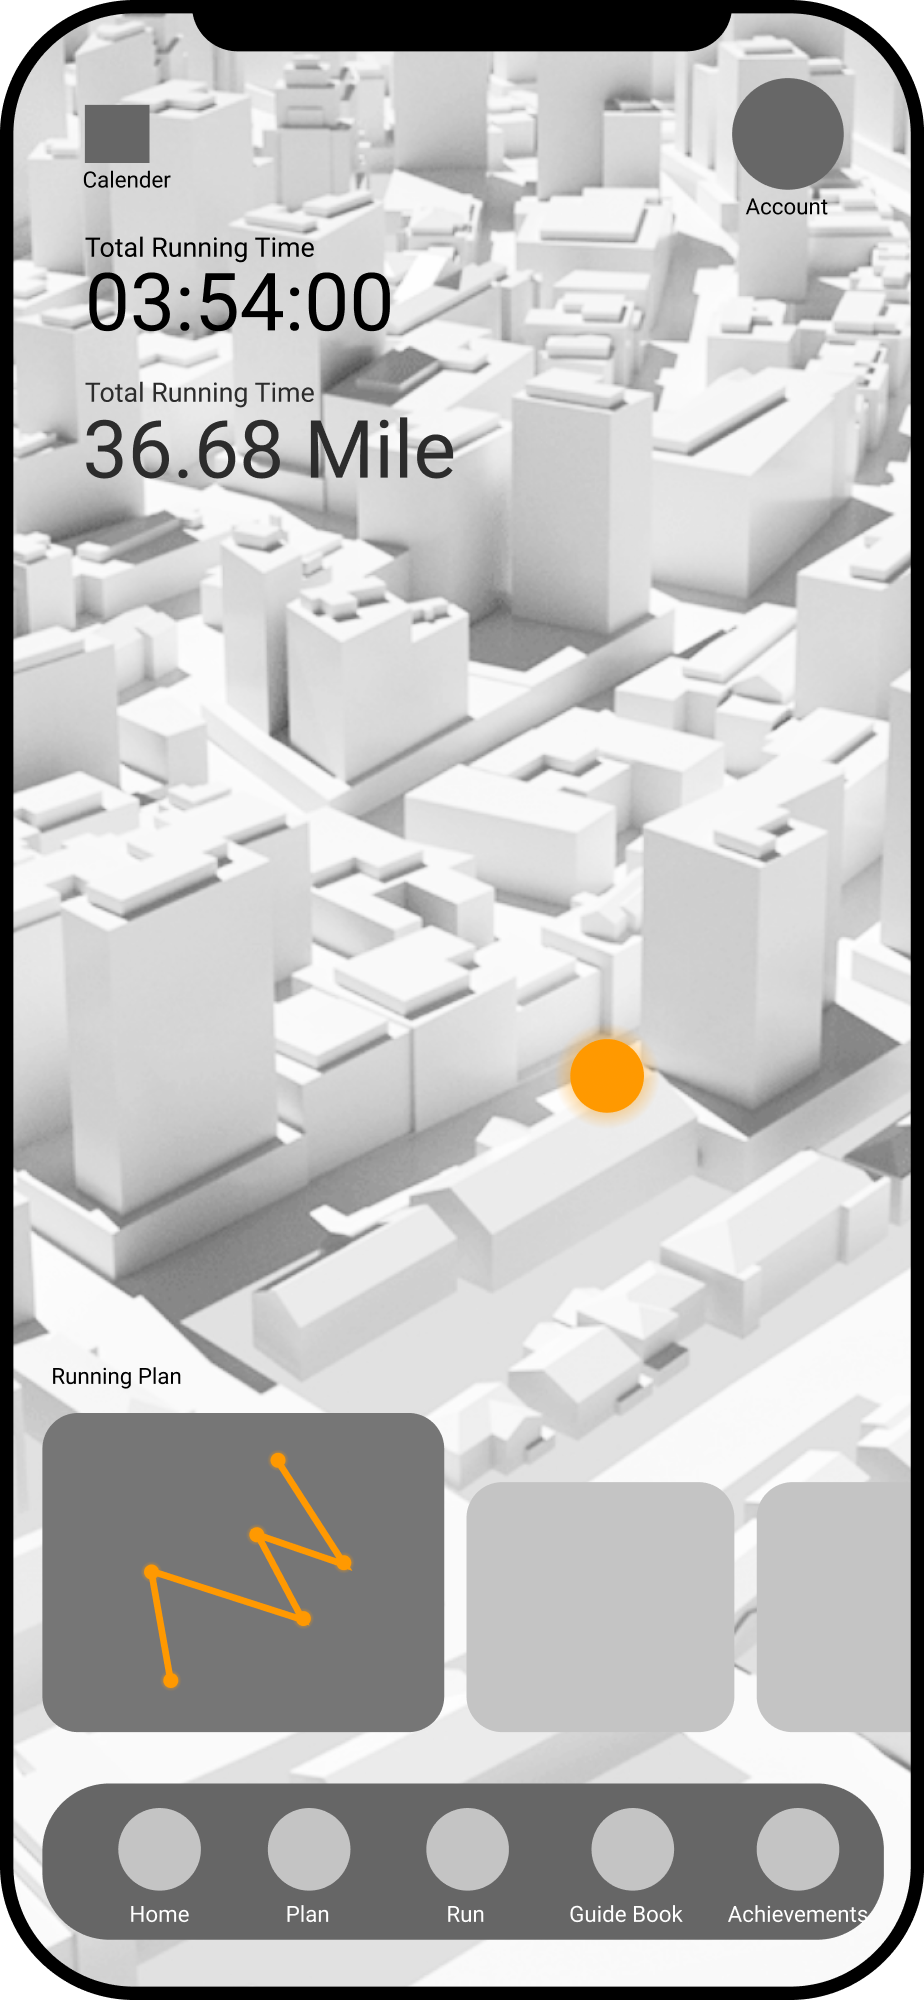 Calender
Account
Total Running Time
03:54:00
Total Running Time
36.68 Mile
Running Plan
Home
Plan
Run
Guide Book
Achievements